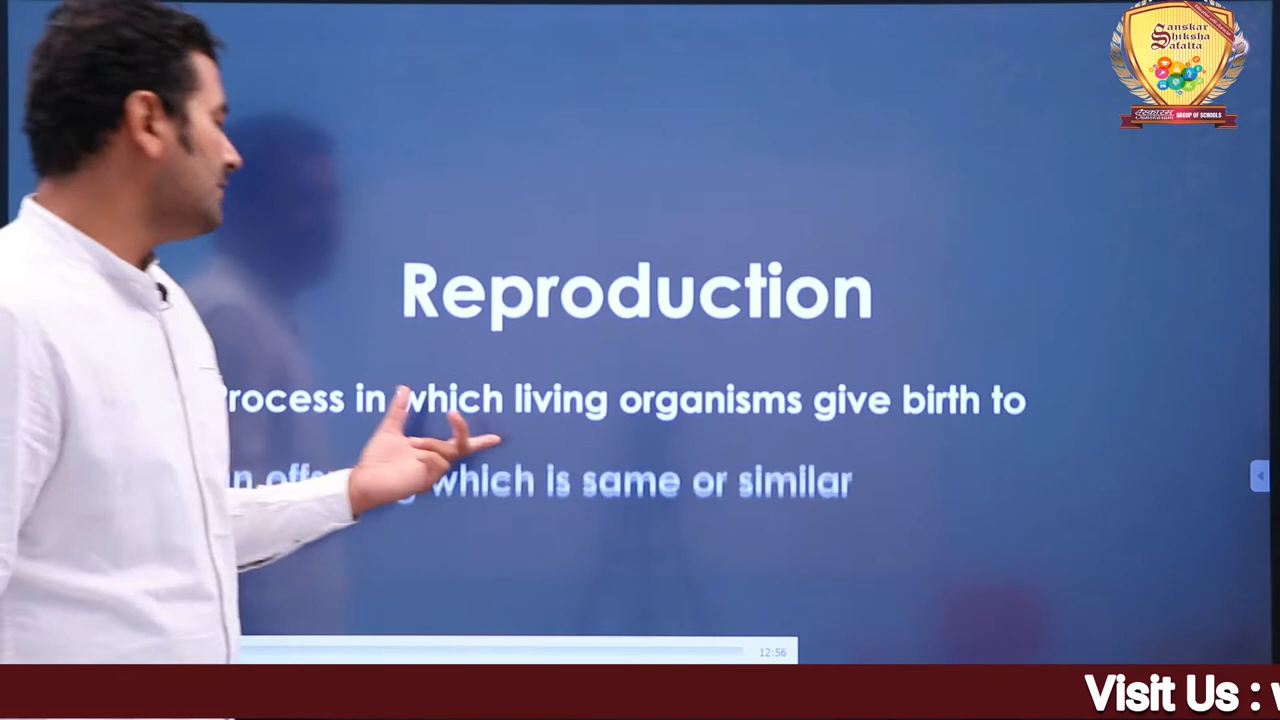 Sanskar
Shiksha
Safalta
संस्कारम्
GROUP OF SCHOOLS
Reproduction
rocess in which living organisms give birth to
which is same or similar
12:56
Visit Us :